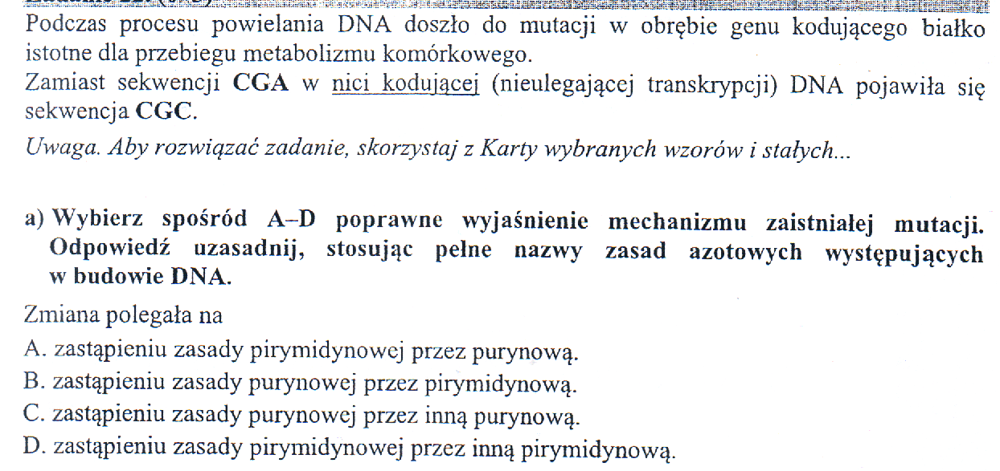 Podczas procesu powielania DNA doszło do mutacji w obrębie genu kodującego białko
istotne dla przebiegu metabolizmu komórkowego.
Zamiast sekwencji CGA w nici kodującej (nieulegającej transkrypcji) DNA pojawiła się
sekwencja CGC.
Uwaga. Aby rozwiązać zadanie, skorzystaj z Karty wybranych wzorów i stałych...
a) Wybierz spośród A–D poprawne wyjaśnienie mechanizmu zaistniałej mutacji.
Odpowiedź uzasadnij, stosując pełne nazwy zasad azotowych występujących
w budowie DNA.
Zmiana polegała na
A. zastąpieniu zasady pirymidynowej przez purynową.
B. zastąpieniu zasady purynowej przez pirymidynową.
C. zastąpieniu zasady purynowej przez inną purynową.
D. zastąpieniu zasady pirymidynowej przez inną pirymidynową.